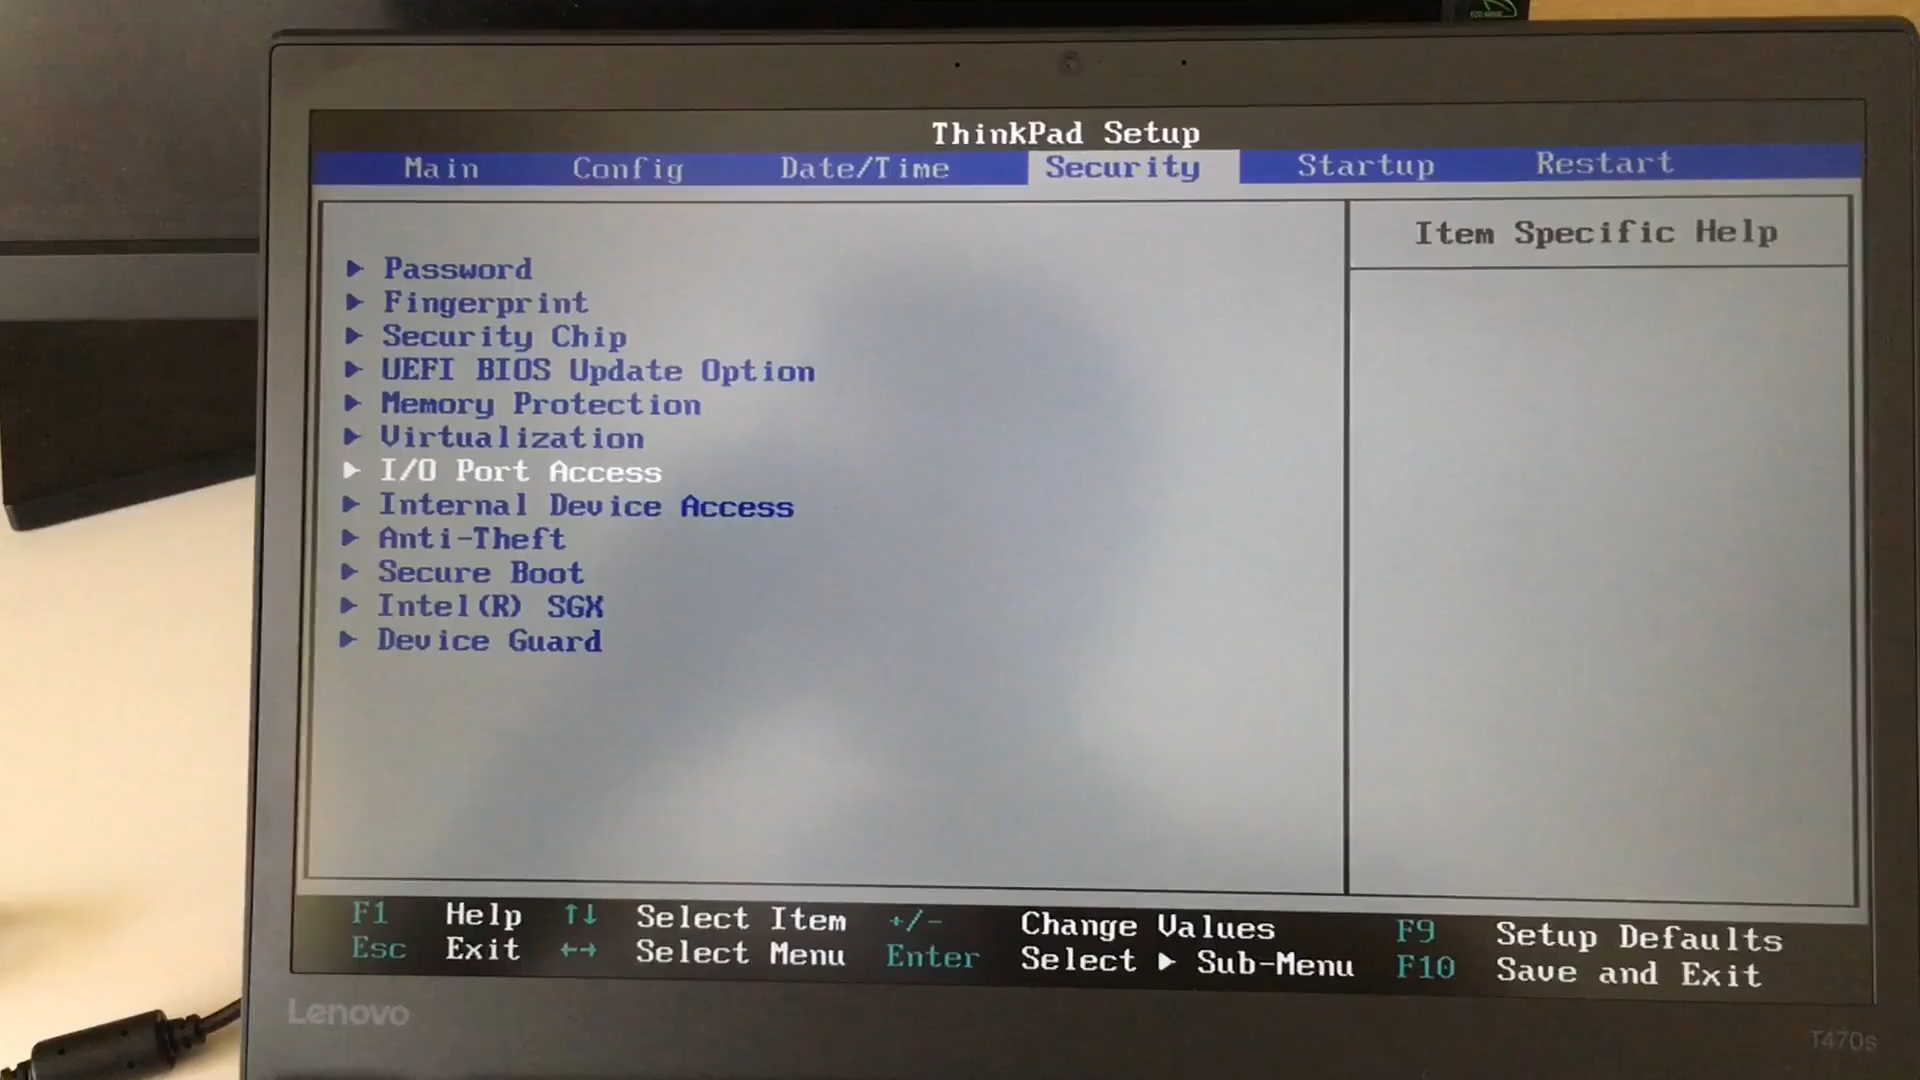 ThinkPad Setup
Main Config Date/Time Security Startup Restart
Item Specific Help
Password
Fingerprint
Security Chip
UEFI BIOS Update Option
Memory Protection
Virtualization
I/O Port Access
Internal Device Access
Anti-Theft
Secure Boot
Intel(R) SGX
Device Guard
F1 Help ↑↓ Select Item +/- Change Values F9 Setup Defaults
Esc Exit ←→ Select Menu Enter Select ▶ Sub-Menu F10 Save and Exit
Lenovo
T470s